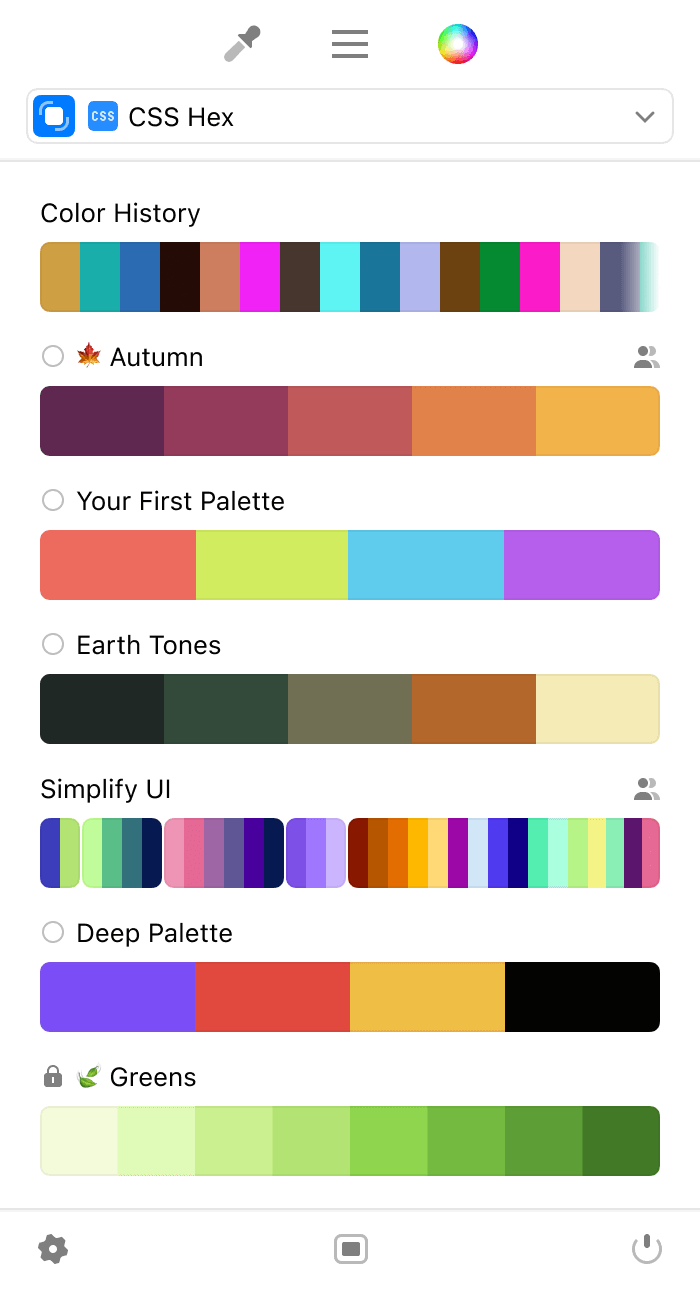 CSS CSS Hex
Color History
Autumn
Your First Palette
Earth Tones
Simplify UI
Deep Palette
Greens